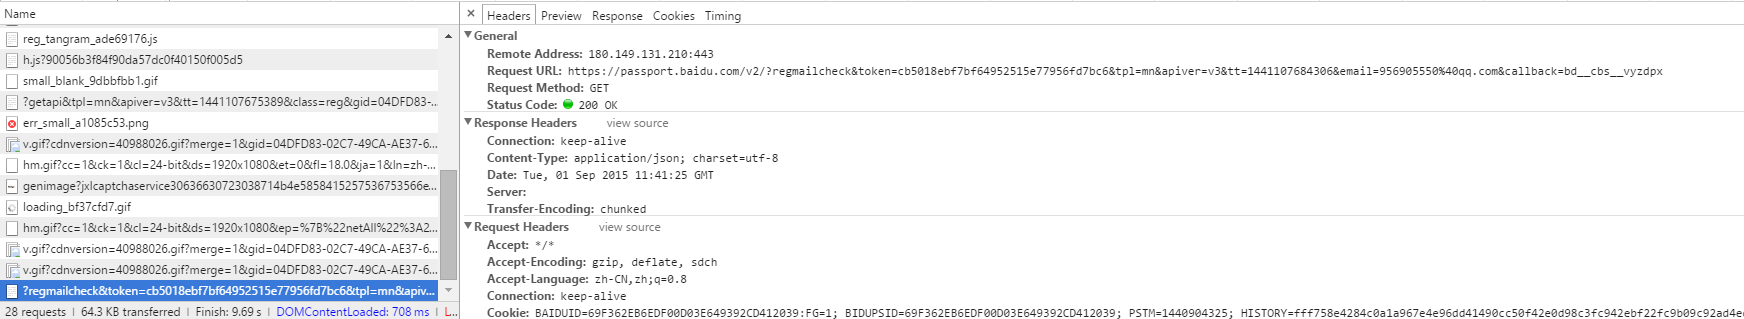 Name
reg_tangram_ade69176.js
h.js?90056b3f84f90da57dc0f40150f005d5
small_blank_9dbbfbb1.gif
?getapi&tpl=mn&apiver=v3&tt=1441107675389&class=reg&gid=04DFD83-...
err_small_a1085c53.png
v.gif?cdnversion=40988026.gif?merge=1&gid=04DFD83-02C7-49CA-AE37-6...
hm.gif?cc=1&ck=1&cl=24-bit&ds=1920x1080&et=0&fl=18.0&ja=1&ln=zh-...
genimage?jxlcaptchaservice30636630723038714b4e5858415257536753566e...
loading_bf37cfd7.gif
hm.gif?cc=1&ck=1&cl=24-bit&ds=1920x1080&ep=%7B%22netAll%22%3A2...
v.gif?cdnversion=40988026.gif?merge=1&gid=04DFD83-02C7-49CA-AE37-6...
v.gif?cdnversion=40988026.gif?merge=1&gid=04DFD83-02C7-49CA-AE37-6...
?regmailcheck&token=cb5018ebf7bf64952515e77956fd7bc6&tpl=mn&apiv...
28 requests | 64.3 KB transferred | Finish: 9.69 s | DOMContentLoaded: 708 ms | L...
× Headers Preview Response Cookies Timing
General
Remote Address: 180.149.131.210:443
Request URL: https://passport.baidu.com/v2/?regmailcheck&token=cb5018ebf7bf64952515e77956fd7bc6&tpl=mn&apiver=v3&tt=1441107684306&email=956905550%40qq.com&callback=bd__cbs__vyzdpx
Request Method: GET
Status Code: 200 OK
Response Headers view source
Connection: keep-alive
Content-Type: application/json; charset=utf-8
Date: Tue, 01 Sep 2015 11:41:25 GMT
Server:
Transfer-Encoding: chunked
Request Headers view source
Accept: */*
Accept-Encoding: gzip, deflate, sdch
Accept-Language: zh-CN,zh;q=0.8
Connection: keep-alive
Cookie: BAIDUID=69F362EB6EDF00D03E649392CD412039:FG=1; BIDUPSID=69F362EB6EDF00D03E649392CD412039; PSTM=1440904325; HISTORY=fff758e4284c0a1a967e4e96dd41490cc50f42e0d98c3fc942ebf22fc9b09c92ad4e